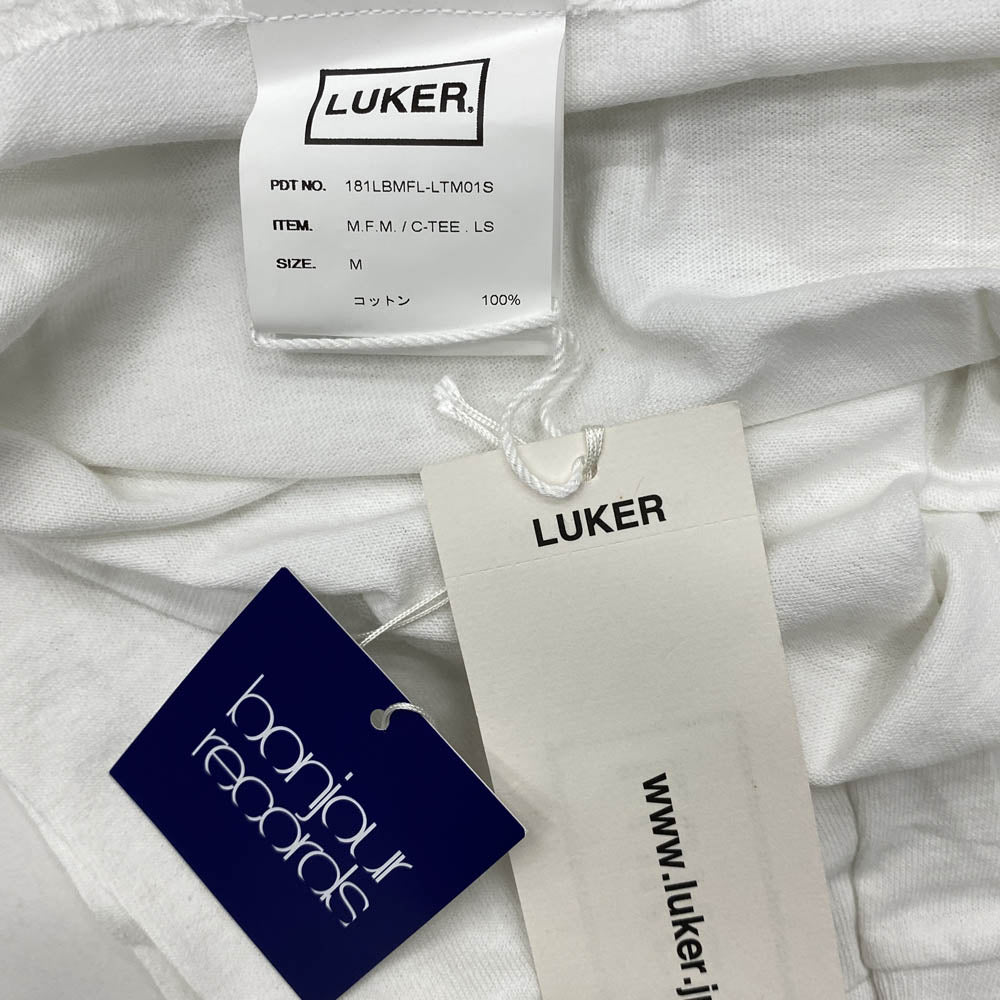 LUKER®
PDT NO. 181LBMFL-LTM01S
ITEM. M.F.M. / C-TEE . LS
SIZE. M
コットン 100%
LUKER
www.luker.j
bonjour
records